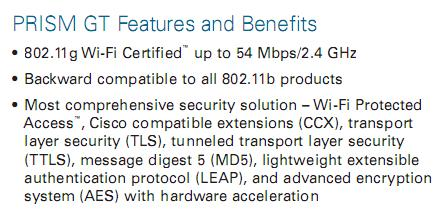 PRISM GT Features and Benefits
• 802.11g Wi-Fi Certified™ up to 54 Mbps/2.4 GHz
• Backward compatible to all 802.11b products
• Most comprehensive security solution – Wi-Fi Protected
Access™, Cisco compatible extensions (CCX), transport
layer security (TLS), tunneled transport layer security
(TTLS), message digest 5 (MD5), lightweight extensible
authentication protocol (LEAP), and advanced encryption
system (AES) with hardware acceleration